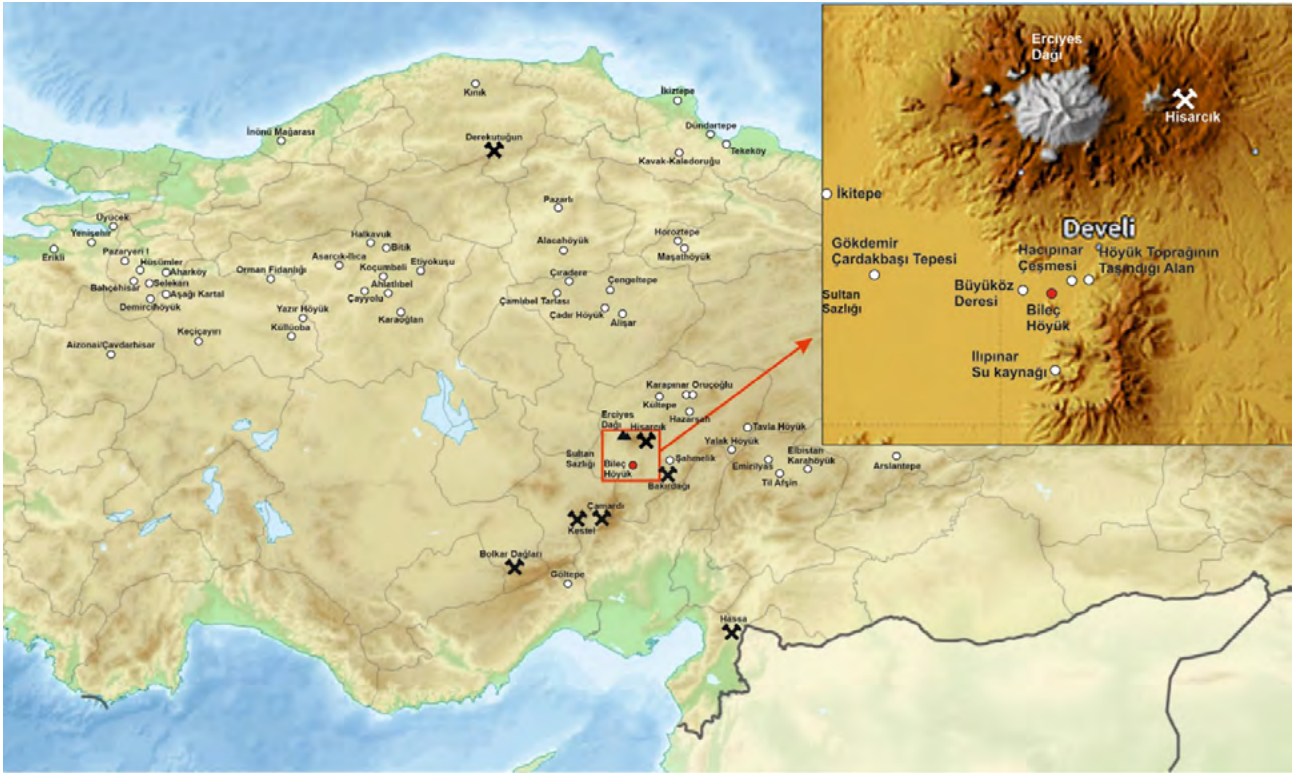 Kınık
İkiztepe
İnönü Mağarası
Derekutuğun
Dündartepe
Tekeköy
Kavak-Kaledoruğu
Pazarlı
Üyücek
Yenişehir
Erikli
Pazaryeri I
Hüsümler
Aharköy
Bahçehisar
Selekân
Aşağı Kartal
Demircihöyük
Orman Fidanlığı
Halkavuk
Bitik
Asarcık-Ilıca
Koçumbeli
Etiyokuşu
Ahlatlıbel
Çayyolu
Karaoğlan
Yazır Höyük
Küllüoba
Keçiçayırı
Aizonai/Çavdarhisar
Alacahöyük
Horoztepe
Maşathöyük
Çıradere
Çengeltepe
Çamlıbel Tarlası
Çadır Höyük
Alişar
Karapınar Oruçoğlu
Kültepe
Hazarşah
Erciyes
Dağı
Hisarcık
Sultan
Sazlığı
Bileç
Höyük
Şahmelik
Bakırdağı
Tavla Höyük
Yalak Höyük
Emirilyas
Elbistan
Karahöyük
Til Afşin
Arslantepe
Çamardı
Kestel
Bolkar Dağları
Göltepe
Hassa
Erciyes
Dağı
Hisarcık
İkitepe
Develi
Gökdemir
Çardakbaşı Tepesi
Hacıpınar
Çeşmesi
Höyük Toprağının
Taşındığı Alan
Büyüköz
Deresi
Sultan
Sazlığı
Bileç
Höyük
Ilıpınar
Su kaynağı